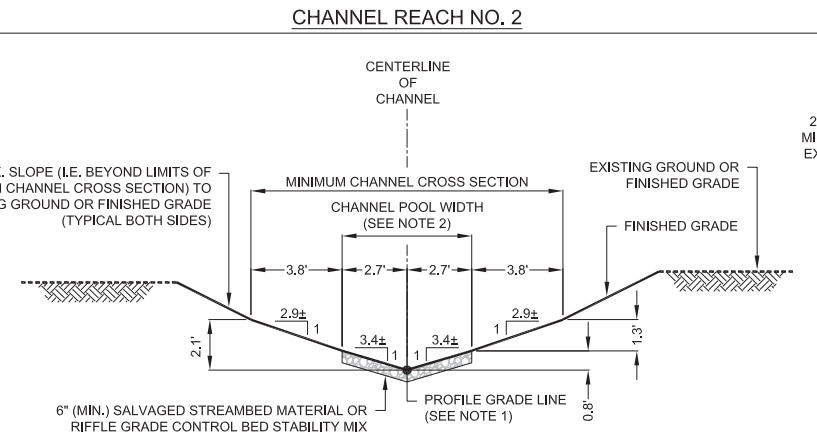 CHANNEL REACH NO. 2
CENTERLINE
OF
CHANNEL
SLOPE (I.E. BEYOND LIMITS OF
CHANNEL CROSS SECTION) TO
GROUND OR FINISHED GRADE
(TYPICAL BOTH SIDES)
MINIMUM CHANNEL CROSS SECTION
CHANNEL POOL WIDTH
(SEE NOTE 2)
EXISTING GROUND OR
FINISHED GRADE
FINISHED GRADE
2
MI
EX
3.8'
2.7'
2.7'
3.8'
2.9±
1
3.4±
1
1
3.4±
2.9±
1
2.1'
1.3'
0.8'
6" (MIN.) SALVAGED STREAMBED MATERIAL OR
RIFFLE GRADE CONTROL BED STABILITY MIX
PROFILE GRADE LINE
(SEE NOTE 1)